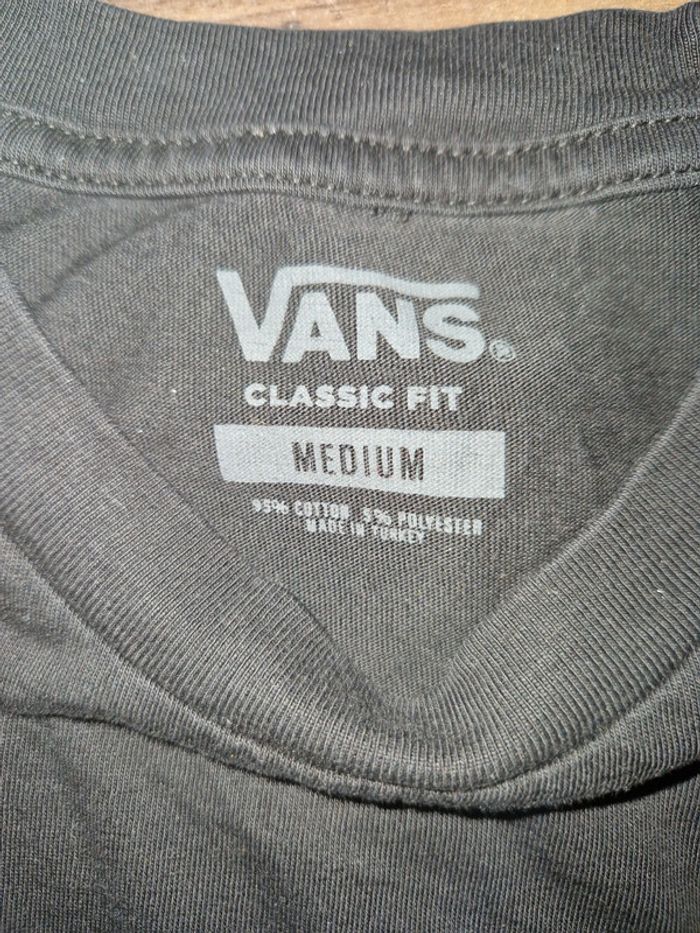 VANS®
CLASSIC FIT
MEDIUM
95% COTTON 5% POLYESTER
MADE IN TURKEY